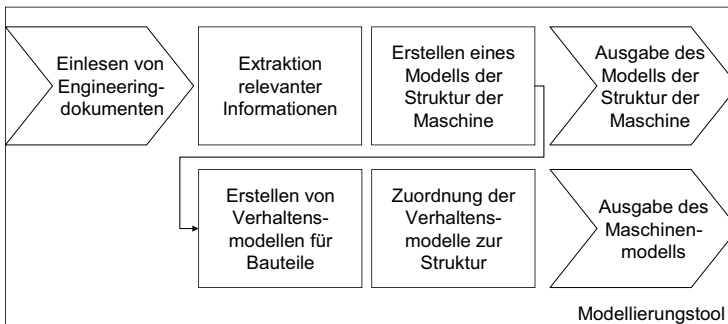 Einlesen von
Engineering-
dokumenten
Extraktion
relevanter
Informationen
Erstellen eines
Modells der
Struktur der
Maschine
Ausgabe des
Modells der
Struktur der
Maschine
Erstellen von
Verhaltens-
modellen für
Bauteile
Zuordnung der
Verhaltens-
modelle zur
Struktur
Ausgabe des
Maschinen-
modells
Modellierungstool